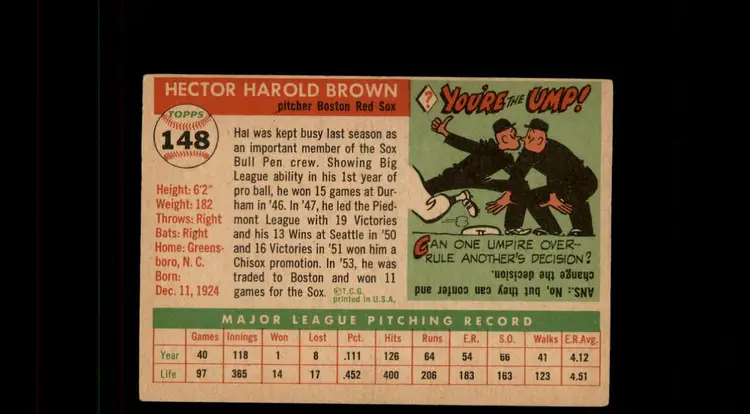 HECTOR HAROLD BROWN
pitcher Boston Red Sox
TOPPS
148
Height: 6'2"
Weight: 182
Throws: Right
Bats: Right
Home: Greens-
boro, N. C.
Born:
Dec. 11, 1924
Hal was kept busy last season as
an important member of the Sox
Bull Pen crew. Showing Big
League ability in his 1st year of
pro ball, he won 15 games at Dur-
ham in '46. In '47, he led the Pied-
mont League with 19 Victories
and his 13 Wins at Seattle in '50
and 16 Victories in '51 won him a
Chisox promotion. In '53, he was
traded to Boston and won 11
games for the Sox.
©T.C.G.
printed in U.S.A.
?
YOU'RE THE UMP!
CAN ONE UMPIRE OVER-
RULE ANOTHER'S DECISION?
ANS.: No, but they can confer and
change the decision.
MAJOR LEAGUE PITCHING RECORD
Games Innings Won Lost Pct. Hits Runs E.R. S.O. Walks E.R.Avg.
Year 40 118 1 8 .111 126 64 54 66 41 4.12
Life 97 365 14 17 .452 400 206 183 163 123 4.51